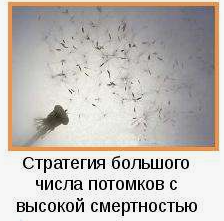 Стратегия большого
числа потомков с
высокой смертностью